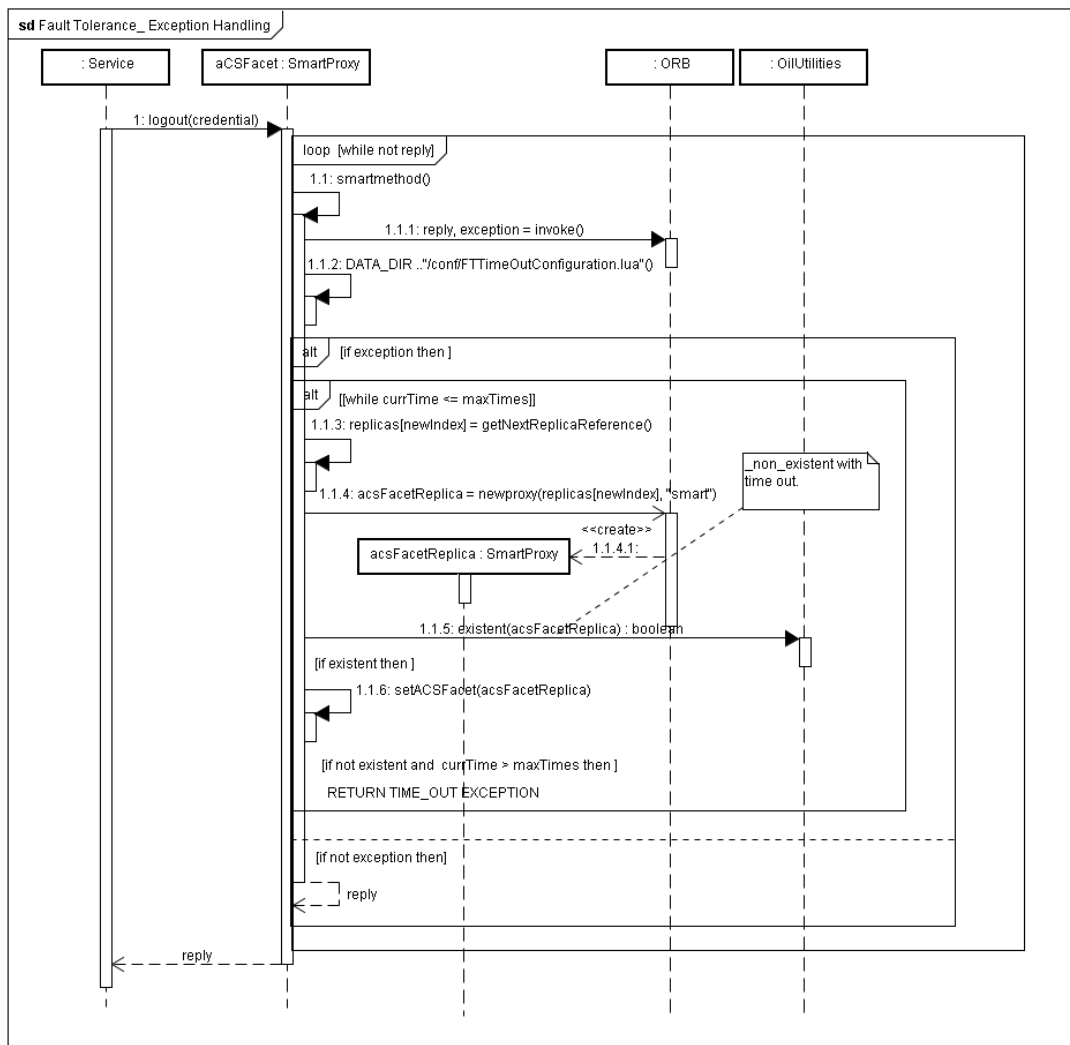 sd Fault Tolerance_ Exception Handling
: Service
aCSFacet : SmartProxy
: ORB
: OilUtilities
1: logout(credential)
loop [while not reply]
1.1: smartmethod()
1.1.1: reply, exception = invoke()
1.1.2: DATA_DIR .."/conf/FTTimeOutConfiguration.lua"()
alt [if exception then ]
alt [[while currTime <= maxTimes]]
1.1.3: replicas[newIndex] = getNextReplicaReference()
_non_existent with
time out.
1.1.4: acsFacetReplica = newproxy(replicas[newIndex], "smart")
<<create>>
1.1.4.1:
acsFacetReplica : SmartProxy
1.1.5: existent(acsFacetReplica) : boolean
[if existent then ]
1.1.6: setACSFacet(acsFacetReplica)
[if not existent and currTime > maxTimes then ]
RETURN TIME_OUT EXCEPTION
[if not exception then]
reply
reply